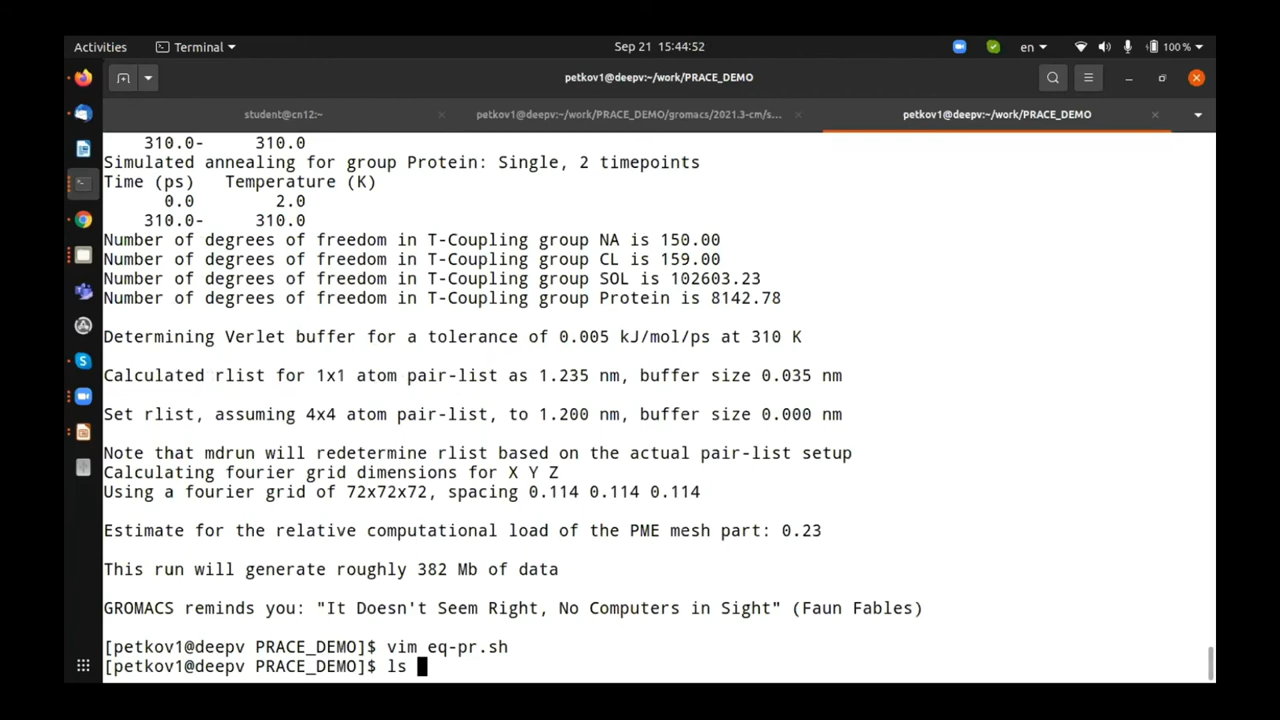 Activities
Terminal
Sep 21 15:44:52
en
100 %
petkov1@deepv:~/work/PRACE_DEMO
student@cn12:~
petkov1@deepv:~/work/PRACE_DEMO/gromacs/2021.3-cm/s...
petkov1@deepv:~/work/PRACE_DEMO
310.0- 310.0
Simulated annealing for group Protein: Single, 2 timepoints
Time (ps) Temperature (K)
0.0 2.0
310.0- 310.0
Number of degrees of freedom in T-Coupling group NA is 150.00
Number of degrees of freedom in T-Coupling group CL is 159.00
Number of degrees of freedom in T-Coupling group SOL is 102603.23
Number of degrees of freedom in T-Coupling group Protein is 8142.78
Determining Verlet buffer for a tolerance of 0.005 kJ/mol/ps at 310 K
Calculated rlist for 1x1 atom pair-list as 1.235 nm, buffer size 0.035 nm
Set rlist, assuming 4x4 atom pair-list, to 1.200 nm, buffer size 0.000 nm
Note that mdrun will redetermine rlist based on the actual pair-list setup
Calculating fourier grid dimensions for X Y Z
Using a fourier grid of 72x72x72, spacing 0.114 0.114 0.114
Estimate for the relative computational load of the PME mesh part: 0.23
This run will generate roughly 382 Mb of data
GROMACS reminds you: "It Doesn't Seem Right, No Computers in Sight" (Faun Fables)
[petkov1@deepv PRACE_DEMO]$ vim eq-pr.sh
[petkov1@deepv PRACE_DEMO]$ ls